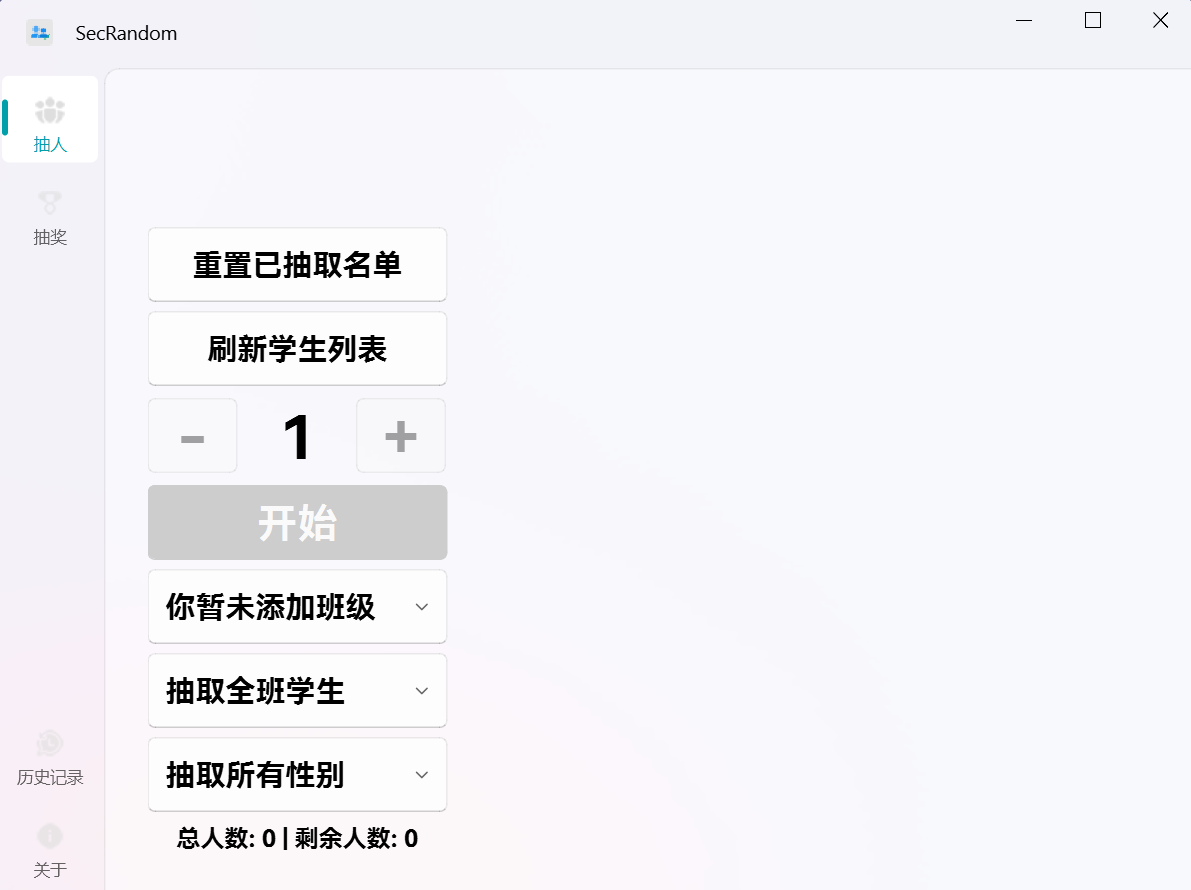 SecRandom
抽人
抽奖
重置已抽取名单
刷新学生列表
- 1 +
开始
你暂未添加班级
抽取全班学生
抽取所有性别
总人数: 0 | 剩余人数: 0
历史记录
关于